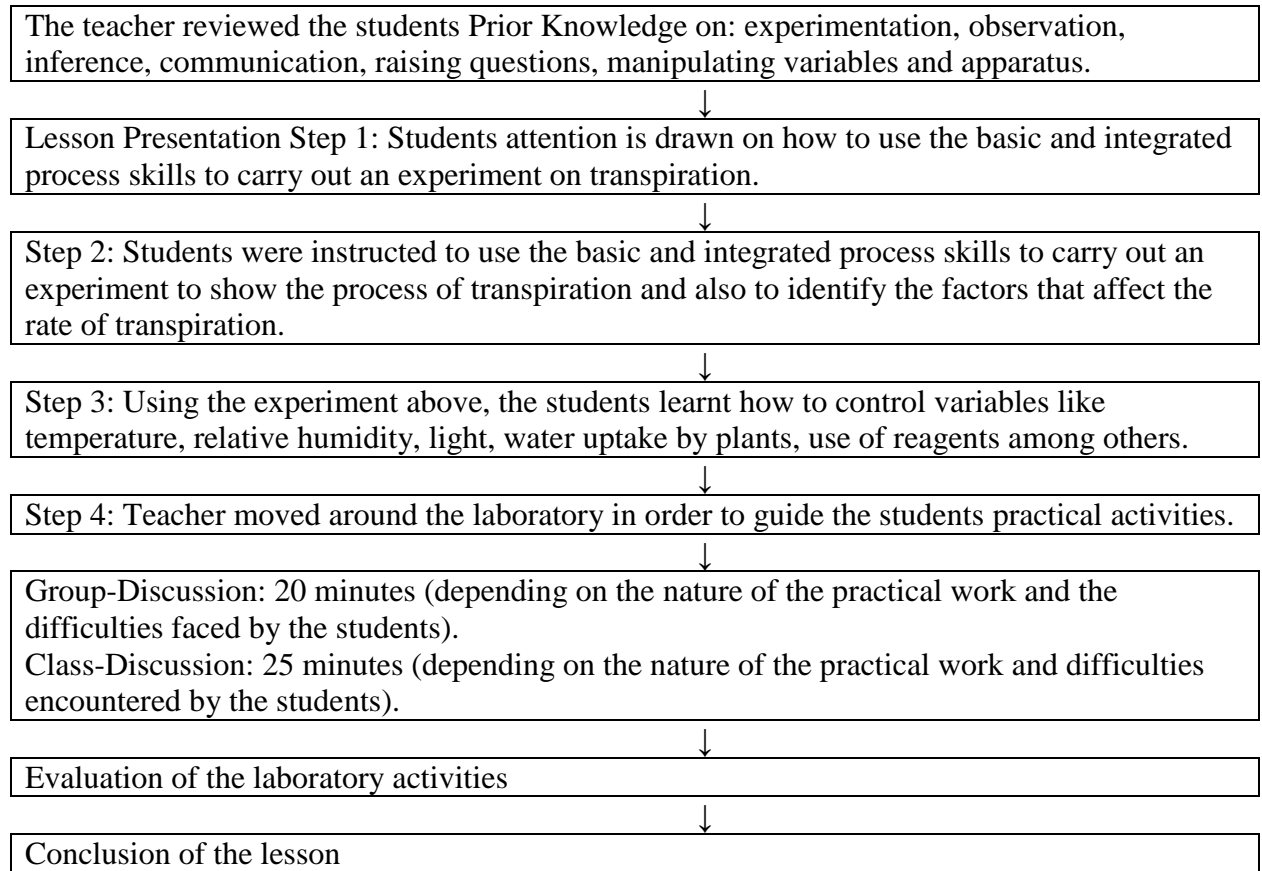 The teacher reviewed the students Prior Knowledge on: experimentation, observation,
inference, communication, raising questions, manipulating variables and apparatus.
↓
Lesson Presentation Step 1: Students attention is drawn on how to use the basic and integrated
process skills to carry out an experiment on transpiration.
↓
Step 2: Students were instructed to use the basic and integrated process skills to carry out an
experiment to show the process of transpiration and also to identify the factors that affect the
rate of transpiration.
↓
Step 3: Using the experiment above, the students learnt how to control variables like
temperature, relative humidity, light, water uptake by plants, use of reagents among others.
↓
Step 4: Teacher moved around the laboratory in order to guide the students practical activities.
↓
Group-Discussion: 20 minutes (depending on the nature of the practical work and the
difficulties faced by the students).
Class-Discussion: 25 minutes (depending on the nature of the practical work and difficulties
encountered by the students).
↓
Evaluation of the laboratory activities
↓
Conclusion of the lesson